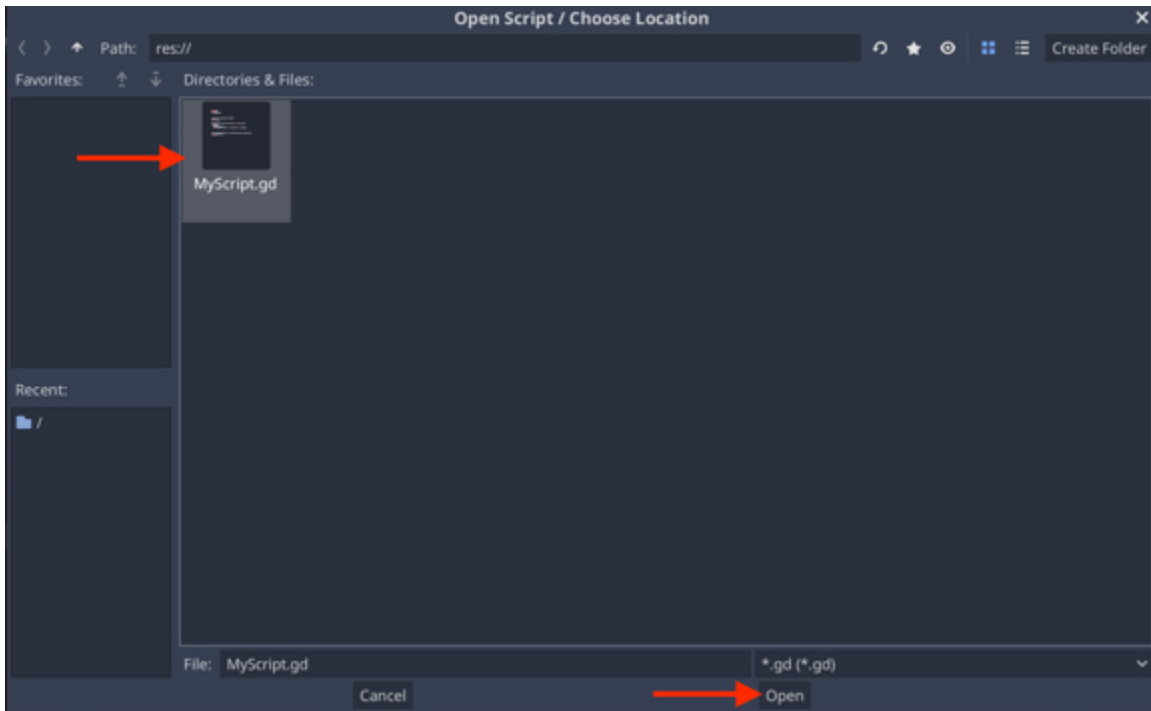 Open Script / Choose Location
Path: res:// Create Folder
Favorites: Directories & Files:
MyScript.gd
Recent:
/
File: MyScript.gd *.gd (*.gd)
Cancel Open